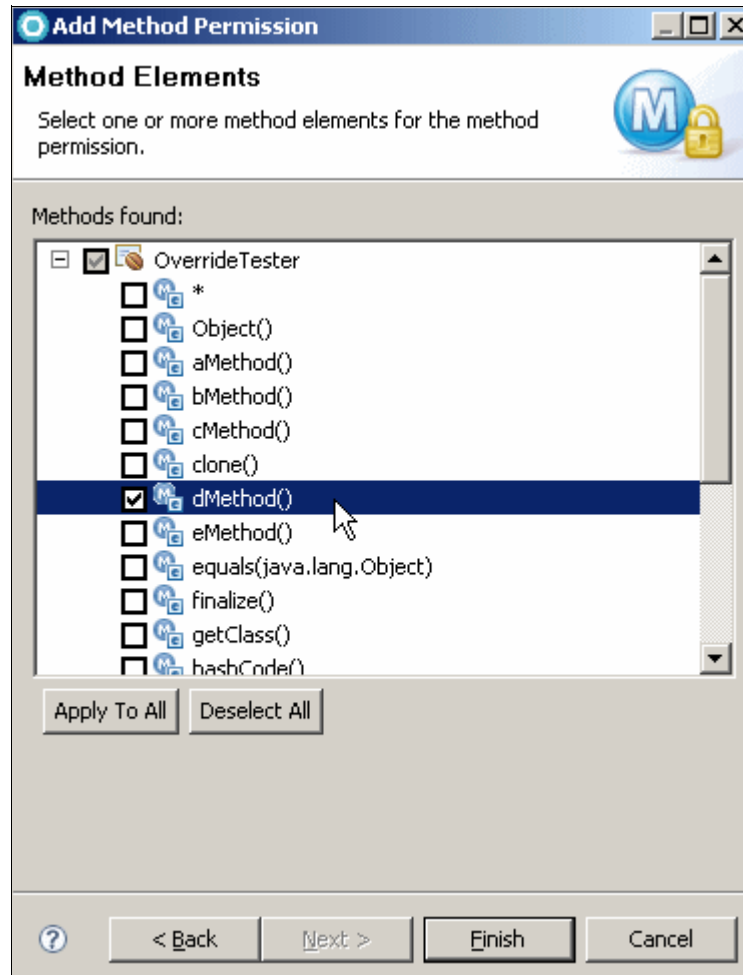 Add Method Permission
Method Elements
Select one or more method elements for the method
permission.
Methods found:
OverrideTester
*
Object()
aMethod()
bMethod()
cMethod()
clone()
dMethod()
eMethod()
equals(java.lang.Object)
finalize()
getClass()
hashCode()
Apply To All Deselect All
< Back Next > Finish Cancel